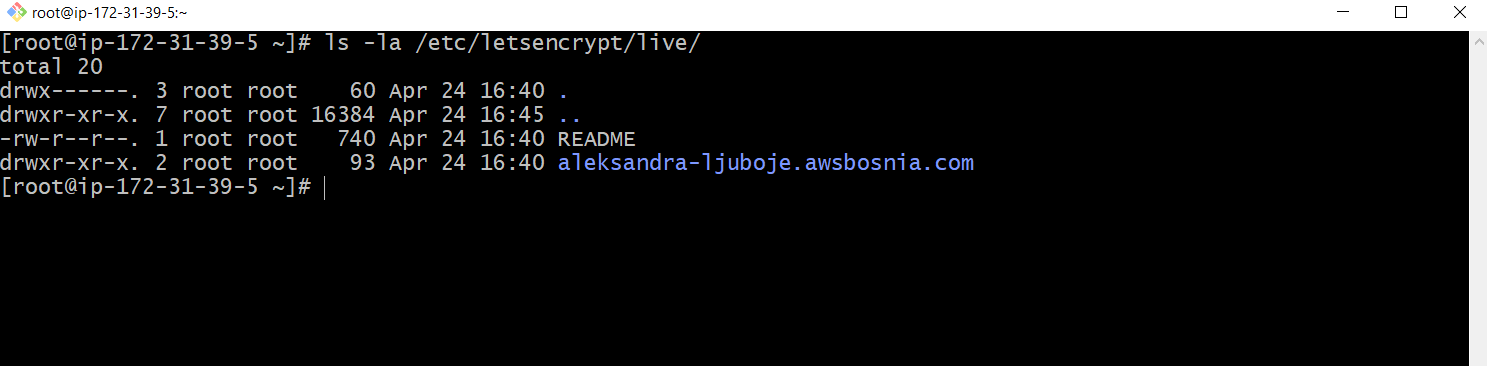 root@ip-172-31-39-5:~
[root@ip-172-31-39-5 ~]# ls -la /etc/letsencrypt/live/
total 20
drwx------. 3 root root    60 Apr 24 16:40 .
drwxr-xr-x. 7 root root 16384 Apr 24 16:45 ..
-rw-r--r--. 1 root root   740 Apr 24 16:40 README
drwxr-xr-x. 2 root root    93 Apr 24 16:40 aleksandra-ljuboje.awsbosnia.com
[root@ip-172-31-39-5 ~]#